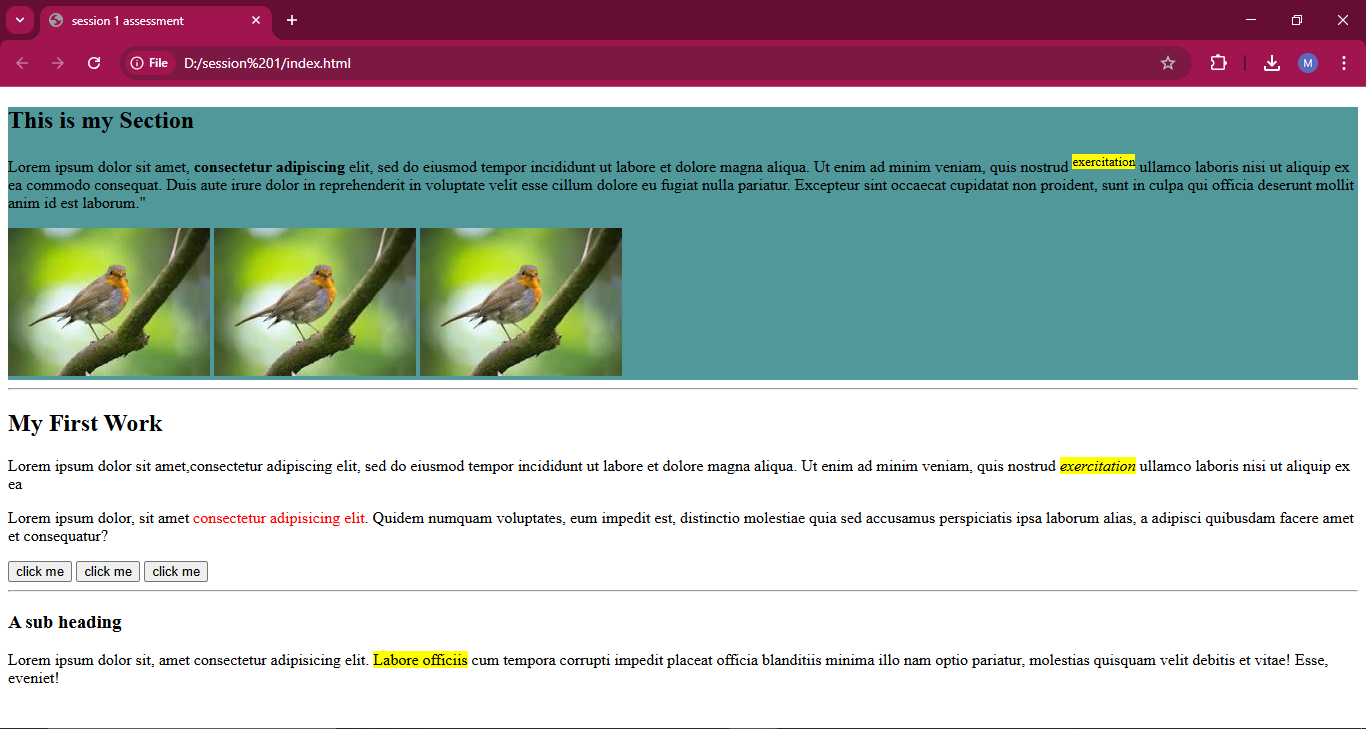 session 1 assessment
File
D:/session%201/index.html
M
This is my Section
Lorem ipsum dolor sit amet, consectetur adipiscing elit, sed do eiusmod tempor incididunt ut labore et dolore magna aliqua. Ut enim ad minim veniam, quis nostrud exercitation ullamco laboris nisi ut aliquip ex
ea commodo consequat. Duis aute irure dolor in reprehenderit in voluptate velit esse cillum dolore eu fugiat nulla pariatur. Excepteur sint occaecat cupidatat non proident, sunt in culpa qui officia deserunt mollit
anim id est laborum."
My First Work
Lorem ipsum dolor sit amet,consectetur adipiscing elit, sed do eiusmod tempor incididunt ut labore et dolore magna aliqua. Ut enim ad minim veniam, quis nostrud exercitation ullamco laboris nisi ut aliquip ex
ea
Lorem ipsum dolor, sit amet consectetur adipisicing elit. Quidem numquam voluptates, eum impedit est, distinctio molestiae quia sed accusamus perspiciatis ipsa laborum alias, a adipisci quibusdam facere amet
et consequatur?
click me click me click me
A sub heading
Lorem ipsum dolor sit, amet consectetur adipisicing elit. Labore officiis cum tempora corrupti impedit placeat officia blanditiis minima illo nam optio pariatur, molestias quisquam velit debitis et vitae! Esse,
eveniet!